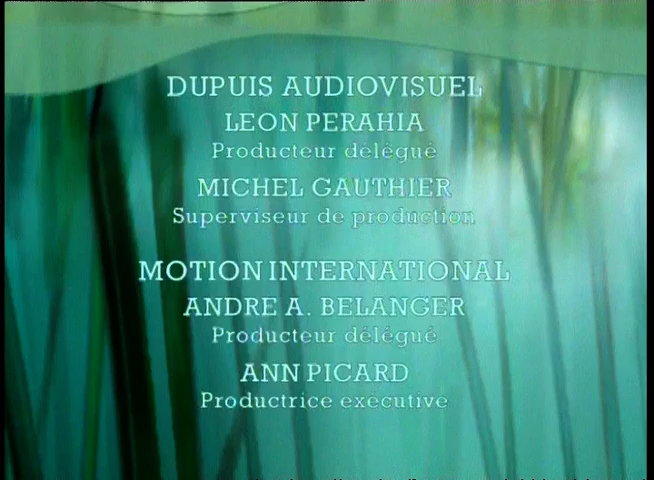 DUPUIS AUDIOVISUEL
LEON PERAHIA
Producteur délégué
MICHEL GAUTHIER
Superviseur de production
MOTION INTERNATIONAL
ANDRE A. BELANGER
Producteur délégué
ANN PICARD
Productrice exécutive